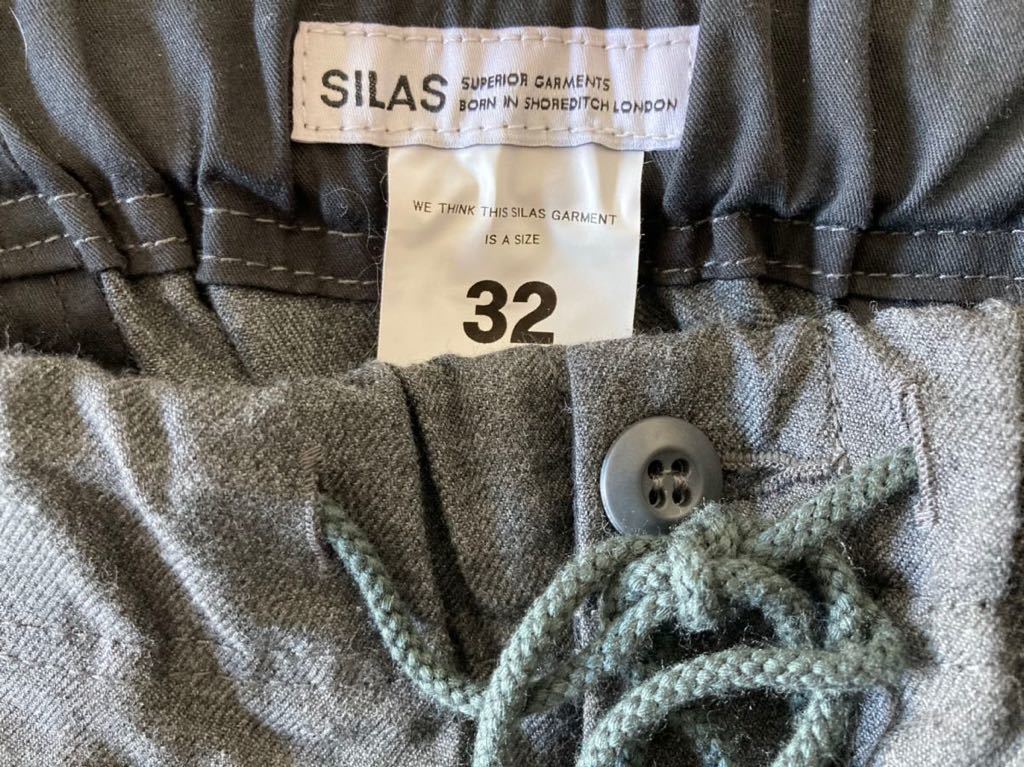 SILAS SUPERIOR GARMENTS
BORN IN SHOREDITCH LONDON
WE THINK THIS SILAS GARMENT
IS A SIZE
32